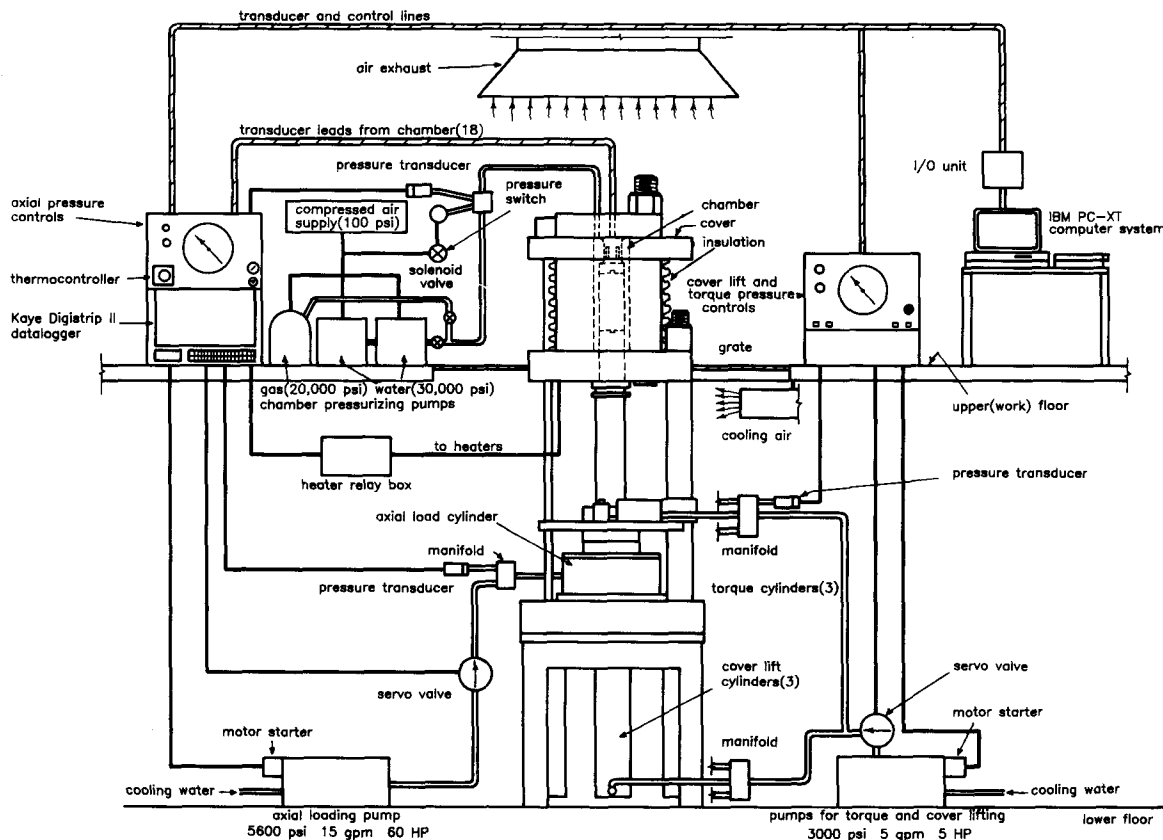 transducer and control lines
air exhaust
transducer leads from chamber(18)
pressure transducer
pressure
switch
I/O unit
axial pressure
controls
compressed air
supply(100 psi)
chamber
cover
insulation
IBM PC-XT
computer system
thermocontroller
solenoid
valve
cover lift and
torque pressure
controls
Kaye Digistrip II
datalogger
grate
gas(20,000 psi)
water(30,000 psi)
chamber pressurizing pumps
upper(work) floor
cooling air
to heaters
heater relay box
pressure transducer
axial load cylinder
manifold
manifold
pressure transducer
torque cylinders(3)
cover lift
cylinders(3)
servo valve
servo valve
motor starter
manifold
motor starter
cooling water
cooling water
axial loading pump
5600 psi 15 gpm 60 HP
pumps for torque and cover lifting
3000 psi 5 gpm 5 HP
lower floor